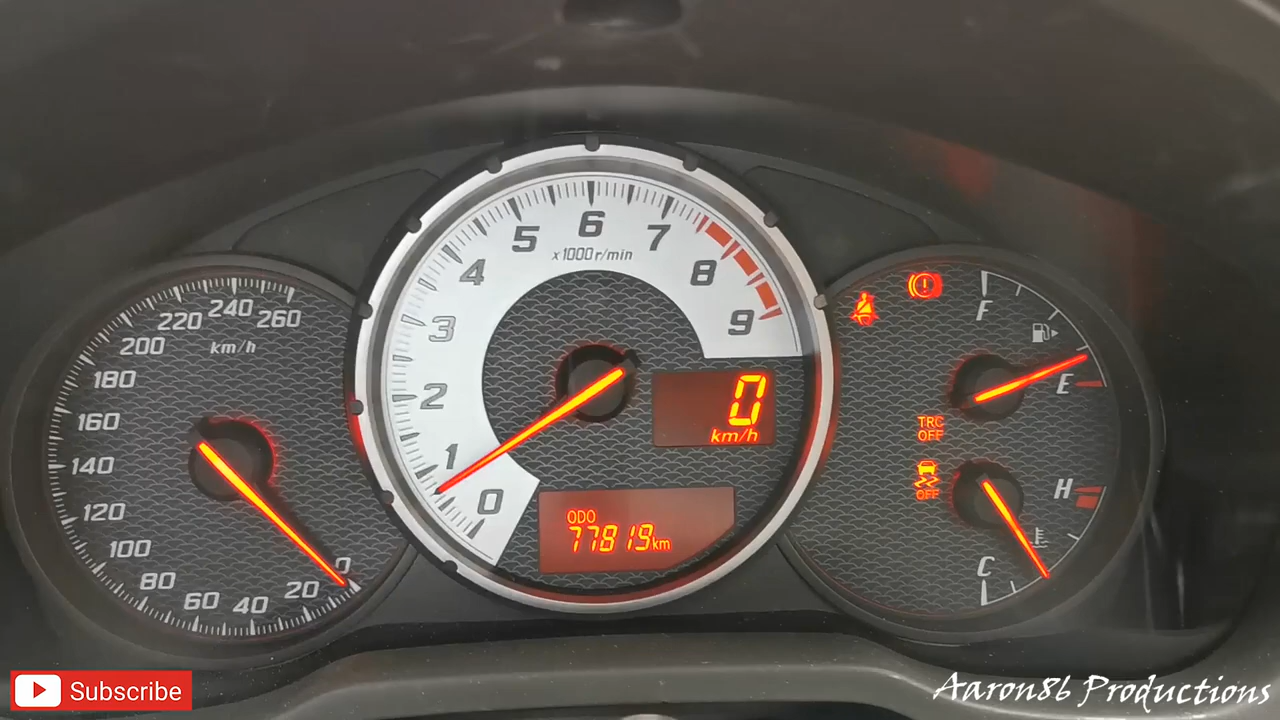 0
20
40
60
80
100
120
140
160
180
200
220
240
260
km/h
0
1
2
3
4
5
6
7
8
9
x1000r/min
0
km/h
ODO
77819km
F
E
TRC
OFF
OFF
H
C
Subscribe
Aaron86 Productions